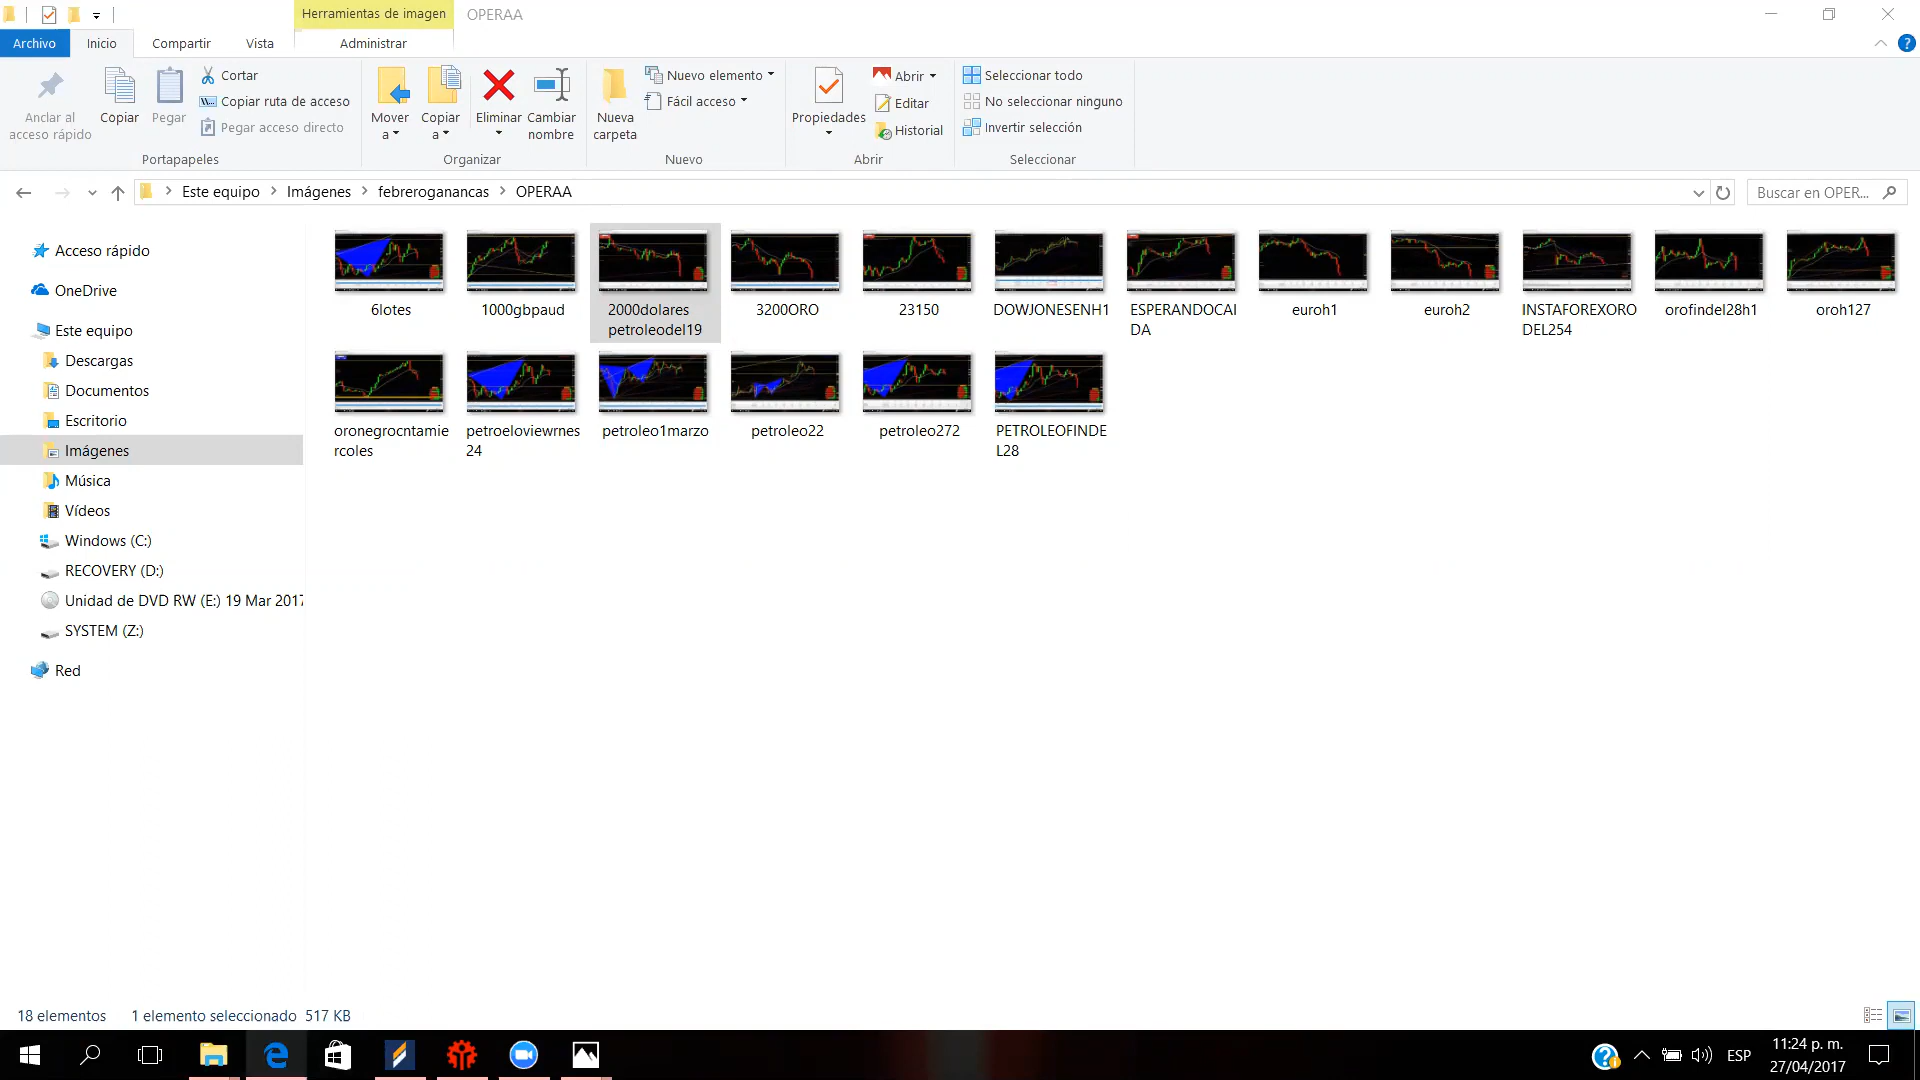 Herramientas de imagen
OPERAA
Archivo
Inicio
Compartir
Vista
Administrar
Anclar al
acceso rápido
Copiar
Pegar
Cortar
Copiar ruta de acceso
Pegar acceso directo
Portapapeles
Mover
a
Copiar
a
Eliminar
Cambiar
nombre
Organizar
Nueva
carpeta
Nuevo elemento
Fácil acceso
Nuevo
Propiedades
Abrir
Editar
Historial
Abrir
Seleccionar todo
No seleccionar ninguno
Invertir selección
Seleccionar
Este equipo > Imágenes > febreroganancas > OPERAA
Buscar en OPER...
Acceso rápido
OneDrive
Este equipo
Descargas
Documentos
Escritorio
Imágenes
Música
Vídeos
Windows (C:)
RECOVERY (D:)
Unidad de DVD RW (E:) 19 Mar 2017
SYSTEM (Z:)
Red
6lotes
1000gbpaud
2000dolares
petroleodel19
3200ORO
23150
DOWJONESENH1
ESPERANDOCAI
DA
euroh1
euroh2
INSTAFOREXORO
DEL254
orofindel28h1
oroh127
oronegrocntamie
rcoles
petroeloviewrnes
24
petroleo1marzo
petroleo22
petroleo272
PETROLEOFINDE
L28
18 elementos
1 elemento seleccionado 517 KB
ESP
11:24 p. m.
27/04/2017